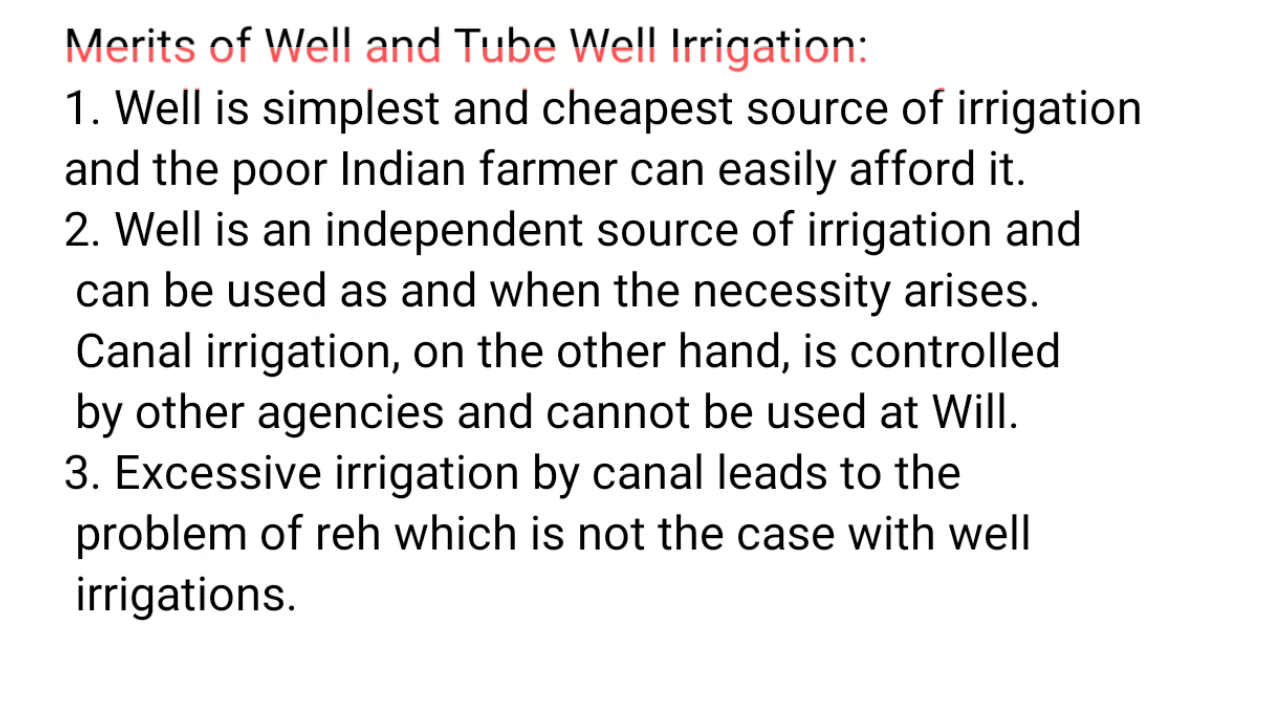 Merits of Well and Tube Well Irrigation:
1. Well is simplest and cheapest source of irrigation
and the poor Indian farmer can easily afford it.
2. Well is an independent source of irrigation and
can be used as and when the necessity arises.
Canal irrigation, on the other hand, is controlled
by other agencies and cannot be used at Will.
3. Excessive irrigation by canal leads to the
problem of reh which is not the case with well
irrigations.